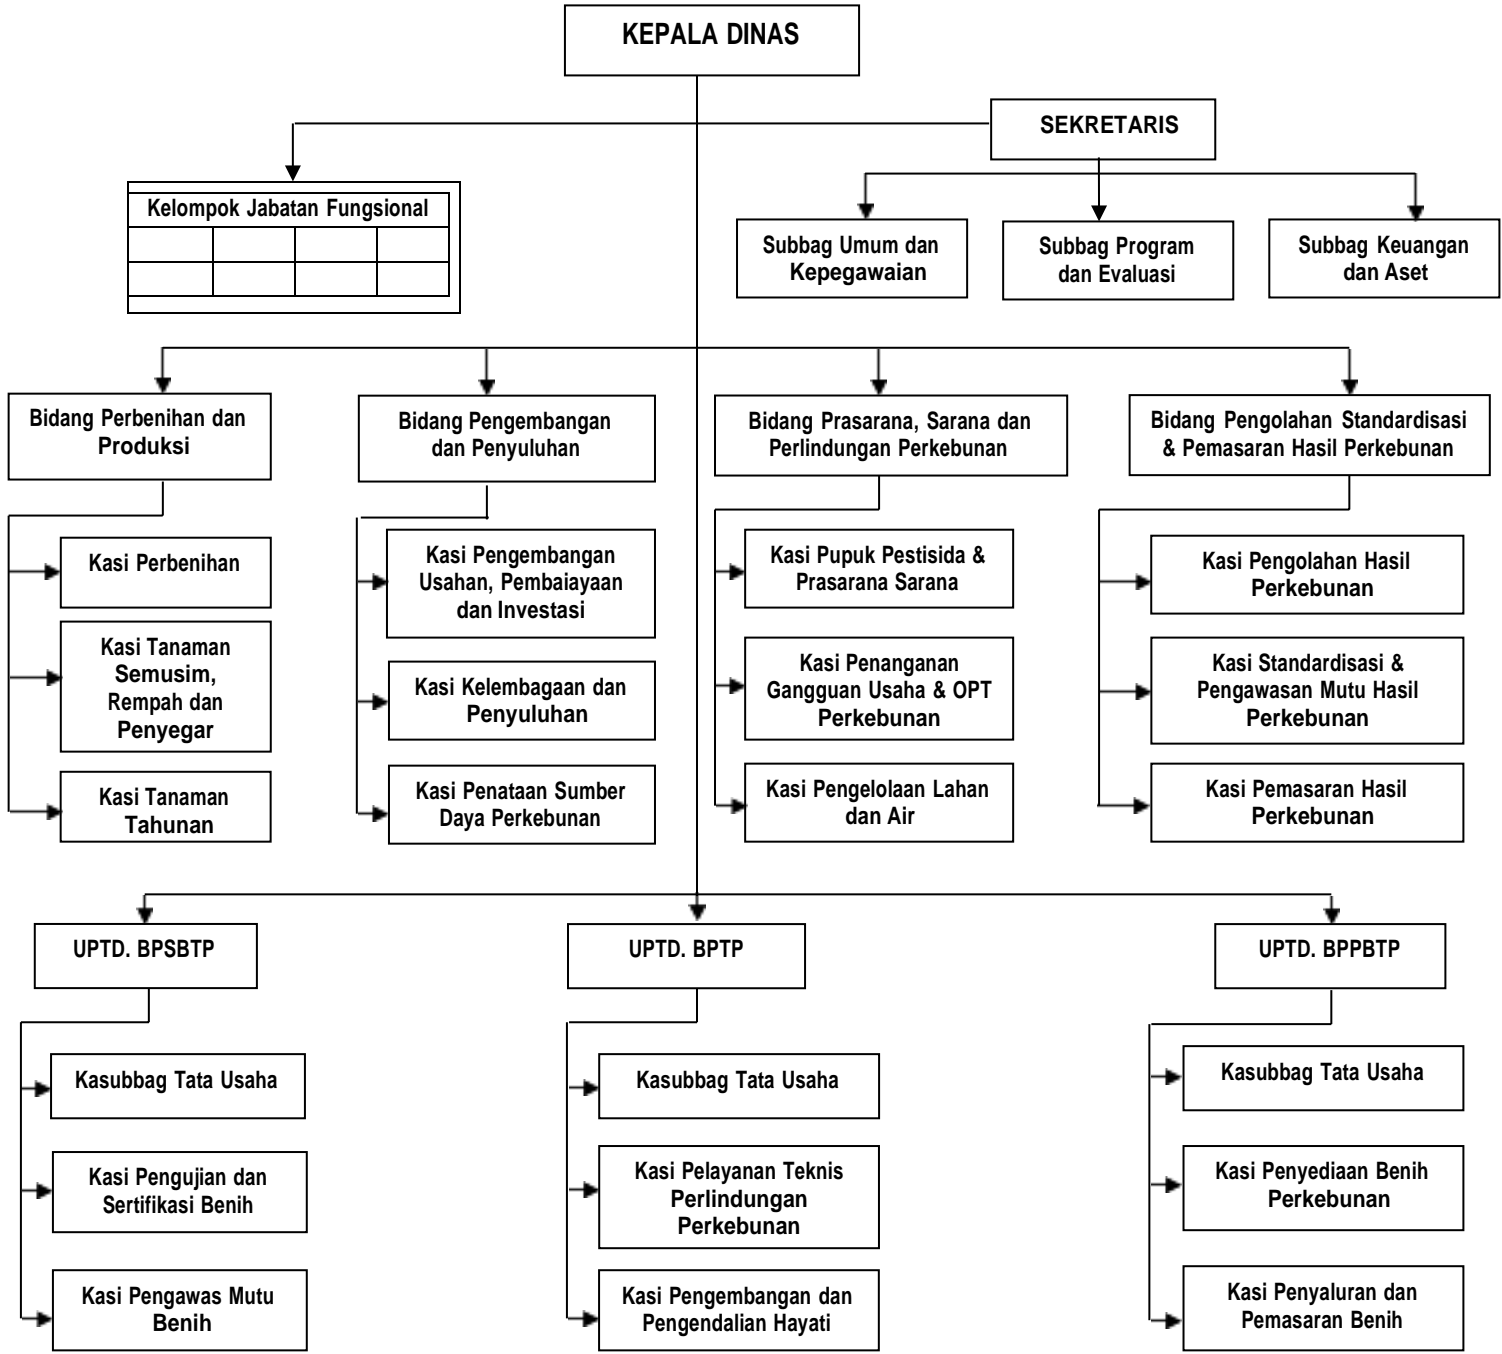 KEPALA DINAS
SEKRETARIS
Kelompok Jabatan Fungsional
Subbag Umum dan
Kepegawaian
Subbag Program
dan Evaluasi
Subbag Keuangan
dan Aset
Bidang Perbenihan dan
Produksi
Bidang Pengembangan
dan Penyuluhan
Bidang Prasarana, Sarana dan
Perlindungan Perkebunan
Bidang Pengolahan Standardisasi
& Pemasaran Hasil Perkebunan
Kasi Perbenihan
Kasi Tanaman
Semusim,
Rempah dan
Penyegar
Kasi Tanaman
Tahunan
Kasi Pengembangan
Usahan, Pembaiayaan
dan Investasi
Kasi Kelembagaan dan
Penyuluhan
Kasi Penataan Sumber
Daya Perkebunan
Kasi Pupuk Pestisida &
Prasarana Sarana
Kasi Penanganan
Gangguan Usaha & OPT
Perkebunan
Kasi Pengelolaan Lahan
dan Air
Kasi Pengolahan Hasil
Perkebunan
Kasi Standardisasi &
Pengawasan Mutu Hasil
Perkebunan
Kasi Pemasaran Hasil
Perkebunan
UPTD. BPSBTP
UPTD. BPTP
UPTD. BPPBTP
Kasubbag Tata Usaha
Kasi Pengujian dan
Sertifikasi Benih
Kasi Pengawas Mutu
Benih
Kasubbag Tata Usaha
Kasi Pelayanan Teknis
Perlindungan
Perkebunan
Kasi Pengembangan dan
Pengendalian Hayati
Kasubbag Tata Usaha
Kasi Penyediaan Benih
Perkebunan
Kasi Penyaluran dan
Pemasaran Benih